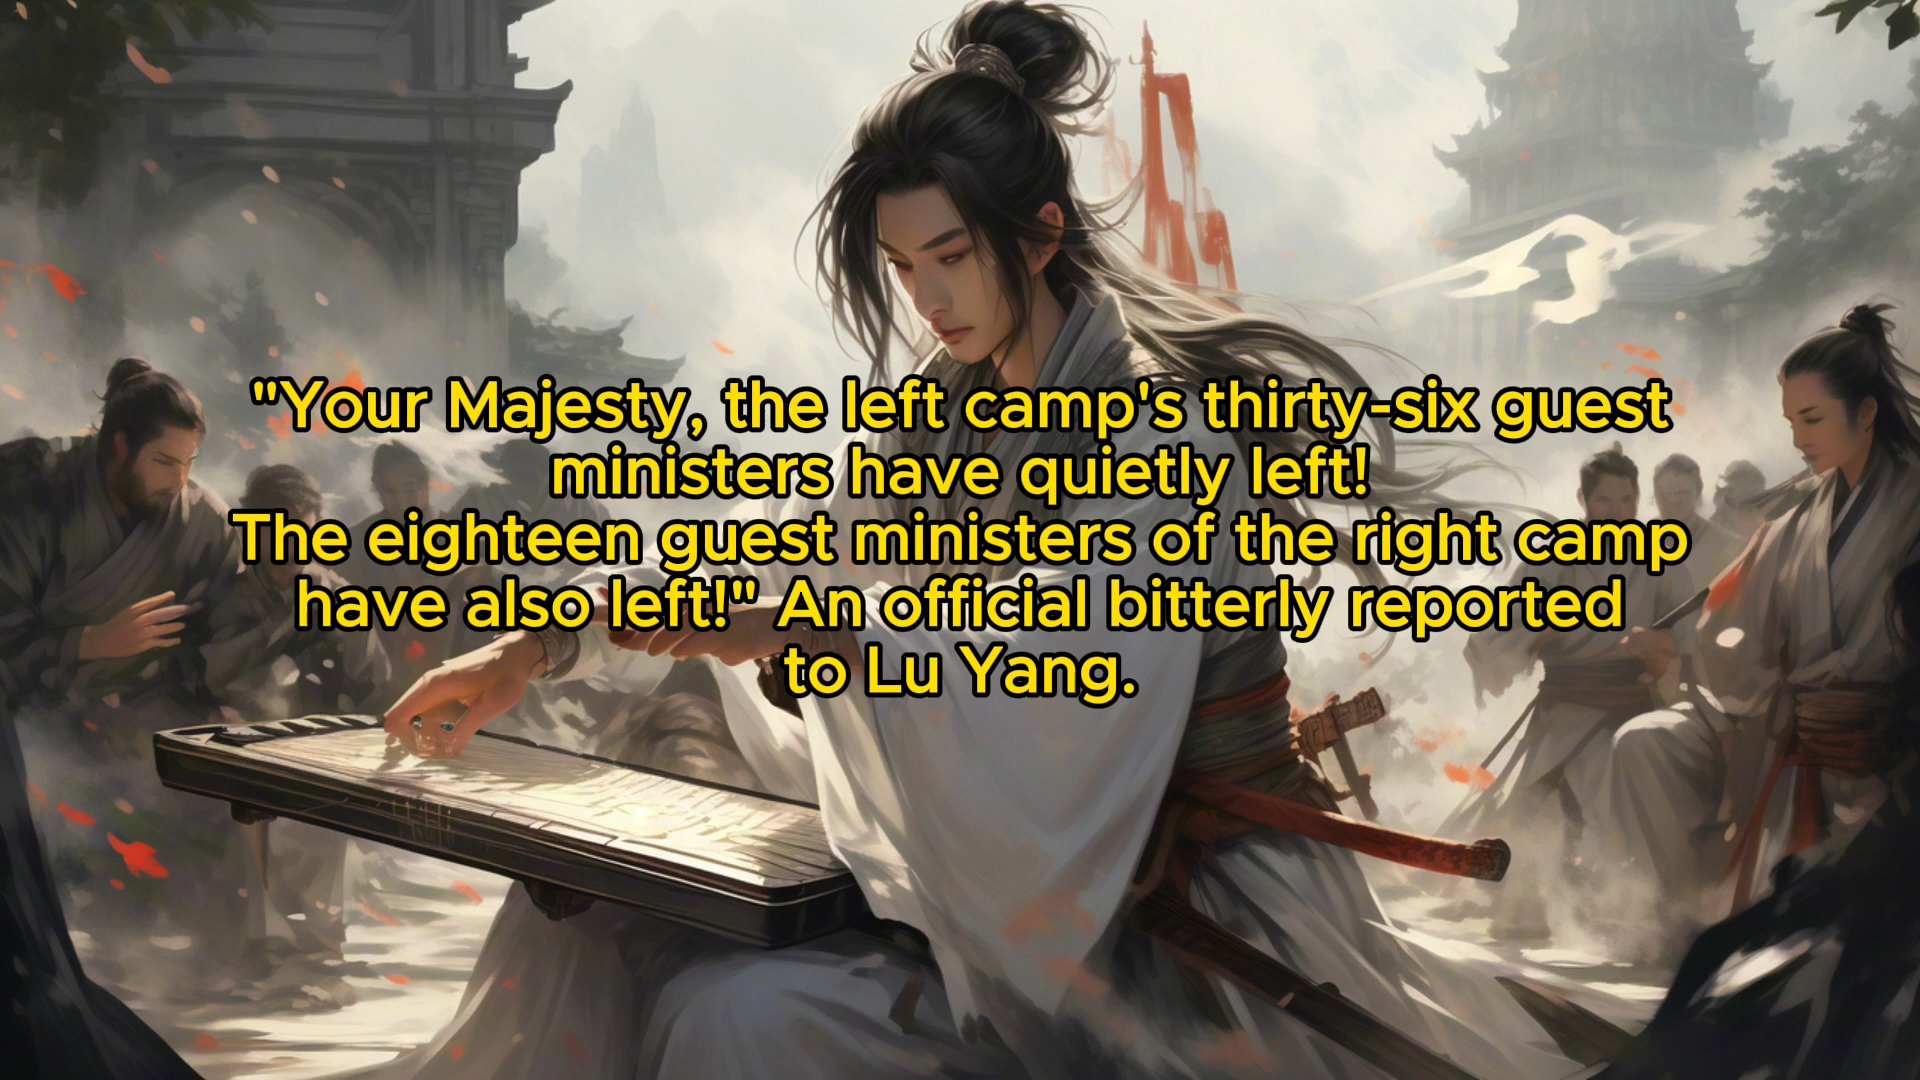 "Your Majesty, the left camp's thirty-six guest
ministers have quietly left!
The eighteen guest ministers of the right camp
have also left!" An official bitterly reported
to Lu Yang.